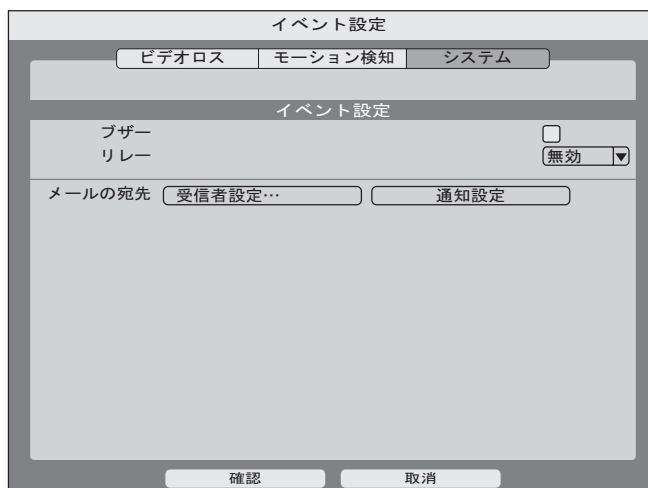 イベント設定
ビデオロス モーション検知 システム
イベント設定
ブザー
リレー 無効
メールの宛先 受信者設定… 通知設定
確認 取消